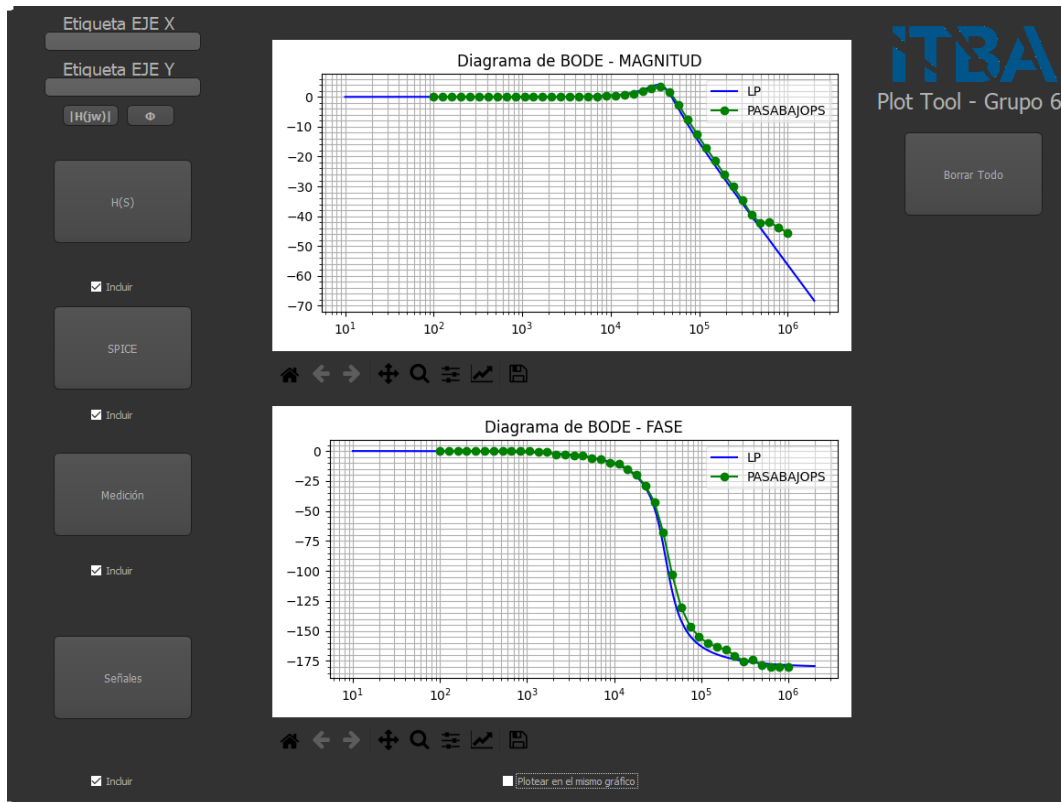 Etiqueta EJE X
Etiqueta EJE Y
|H(jw)|
Φ
H(S)
Incluir
SPICE
Incluir
Medición
Incluir
Señales
Incluir
Diagrama de BODE - MAGNITUD
LP
PASABAJOPS
0
−10
−20
−30
−40
−50
−60
−70
10¹ 10² 10³ 10⁴ 10⁵ 10⁶
Diagrama de BODE - FASE
LP
PASABAJOPS
0
−25
−50
−75
−100
−125
−150
−175
10¹ 10² 10³ 10⁴ 10⁵ 10⁶
Plotear en el mismo gráfico
iTBA
Plot Tool - Grupo 6
Borrar Todo